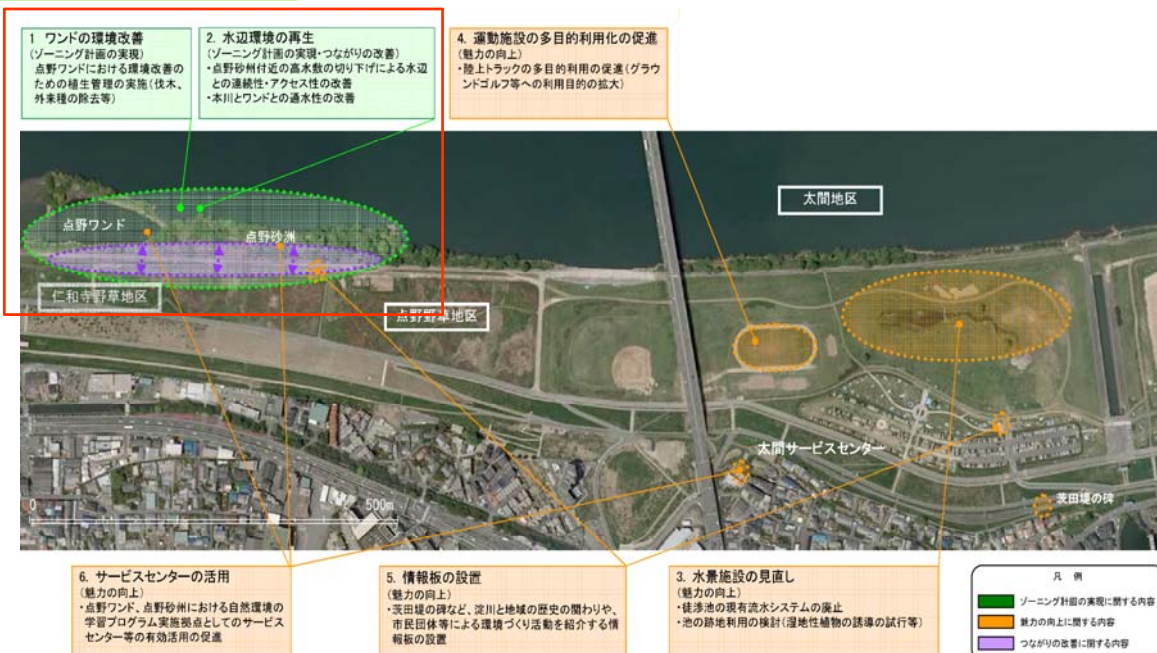 1 ワンドの環境改善
(ゾーニング計画の実現)
点野ワンドにおける環境改善の
ための植生管理の実施(伐木、
外来種の除去等)
2. 水辺環境の再生
(ゾーニング計画の実現・つながりの改善)
・点野砂州付近の高水敷の切り下げによる水辺
との連続性・アクセス性の改善
・本川とワンドとの通水性の改善
4. 運動施設の多目的利用化の促進
(魅力の向上)
・陸上トラックの多目的利用の促進(グラウ
ンドゴルフ等への利用目的の拡大)
太間地区
点野ワンド
点野砂洲
仁和寺野草地区
点野野草地区
太間サービスセンター
茨田堤の碑
0 500m
6. サービスセンターの活用
(魅力の向上)
・点野ワンド、点野砂州における自然環境の
学習プログラム実施拠点としてのサービス
センター等の有効活用の促進
5. 情報板の設置
(魅力の向上)
・茨田堤の碑など、淀川と地域の歴史の関わりや、
市民団体等による環境づくり活動を紹介する情
報板の設置
3. 水景施設の見直し
(魅力の向上)
・徒渉池の現有流水システムの廃止
・池の跡地利用の検討(湿地性植物の誘導の試行等)
凡 例
ゾーニング計画の実現に関する内容
魅力の向上に関する内容
つながりの改善に関する内容